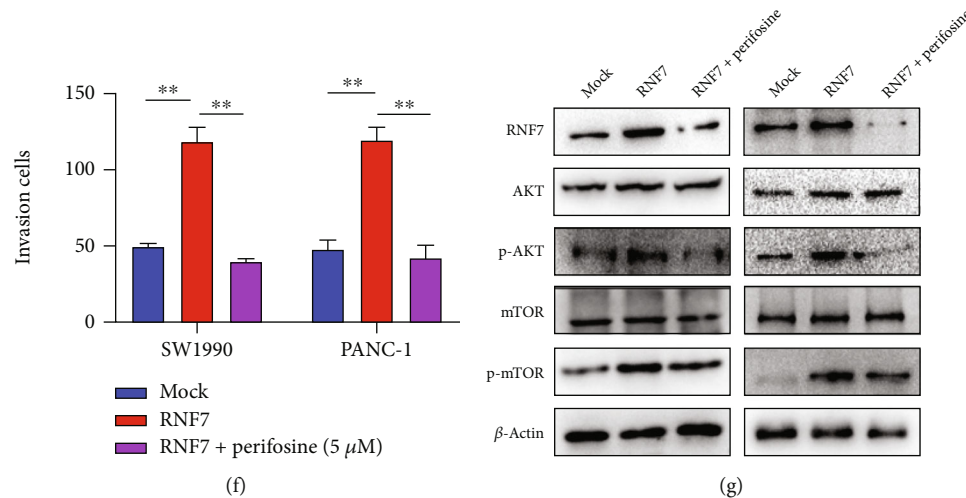 150
100
50
0
Invasion cells
**
**
**
**
SW1990
PANC-1
Mock
RNF7
RNF7 + perifosine (5 μM)
(f)
Mock
RNF7
RNF7 + perifosine
Mock
RNF7
RNF7 + perifosine
RNF7
AKT
p-AKT
mTOR
p-mTOR
β-Actin
(g)